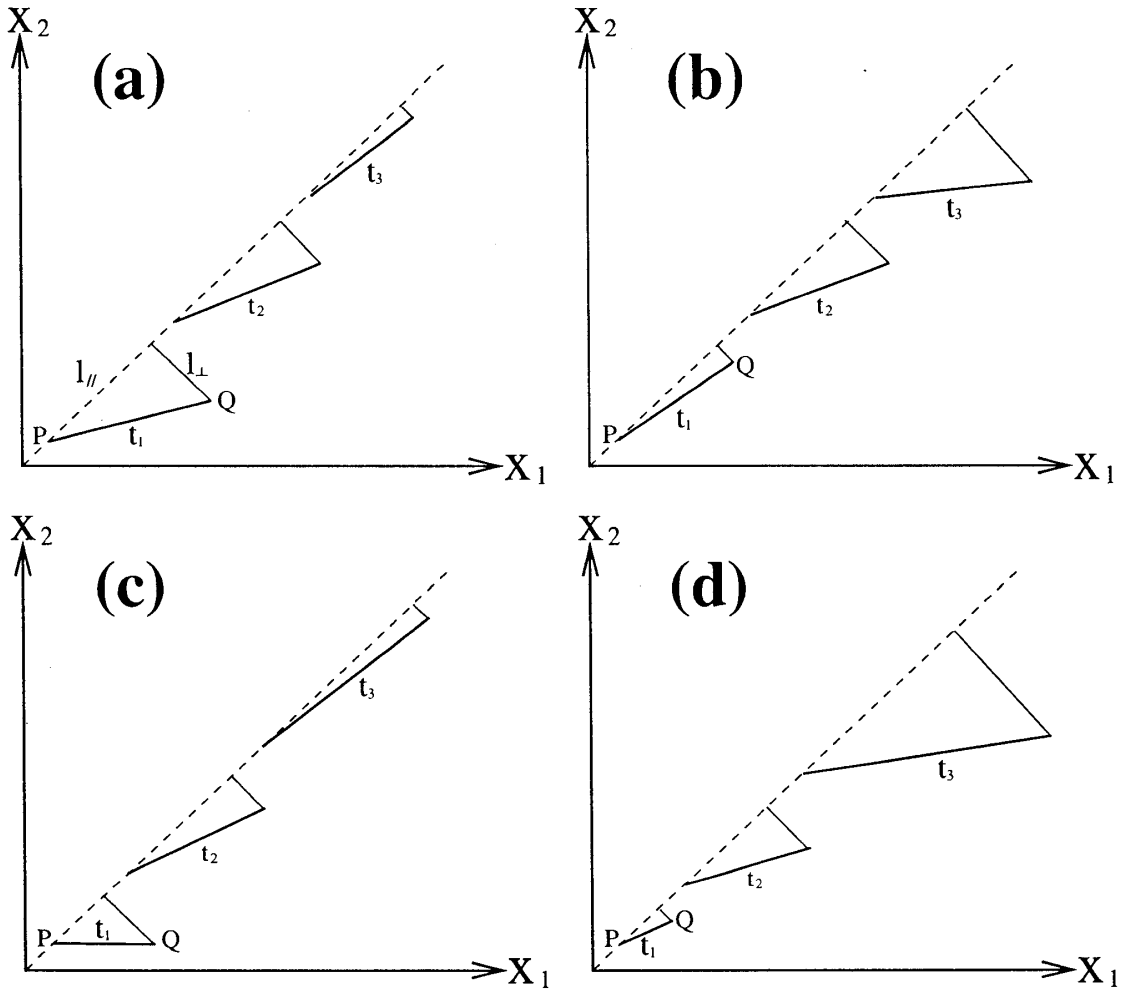 X₂
(a)
t₃
t₂
l⫽
l⊥
Q
P
t₁
X₁
X₂
(b)
t₃
t₂
Q
P
t₁
X₁
X₂
(c)
t₃
t₂
P
t₁
Q
X₁
X₂
(d)
t₃
t₂
P
Q
t₁
X₁